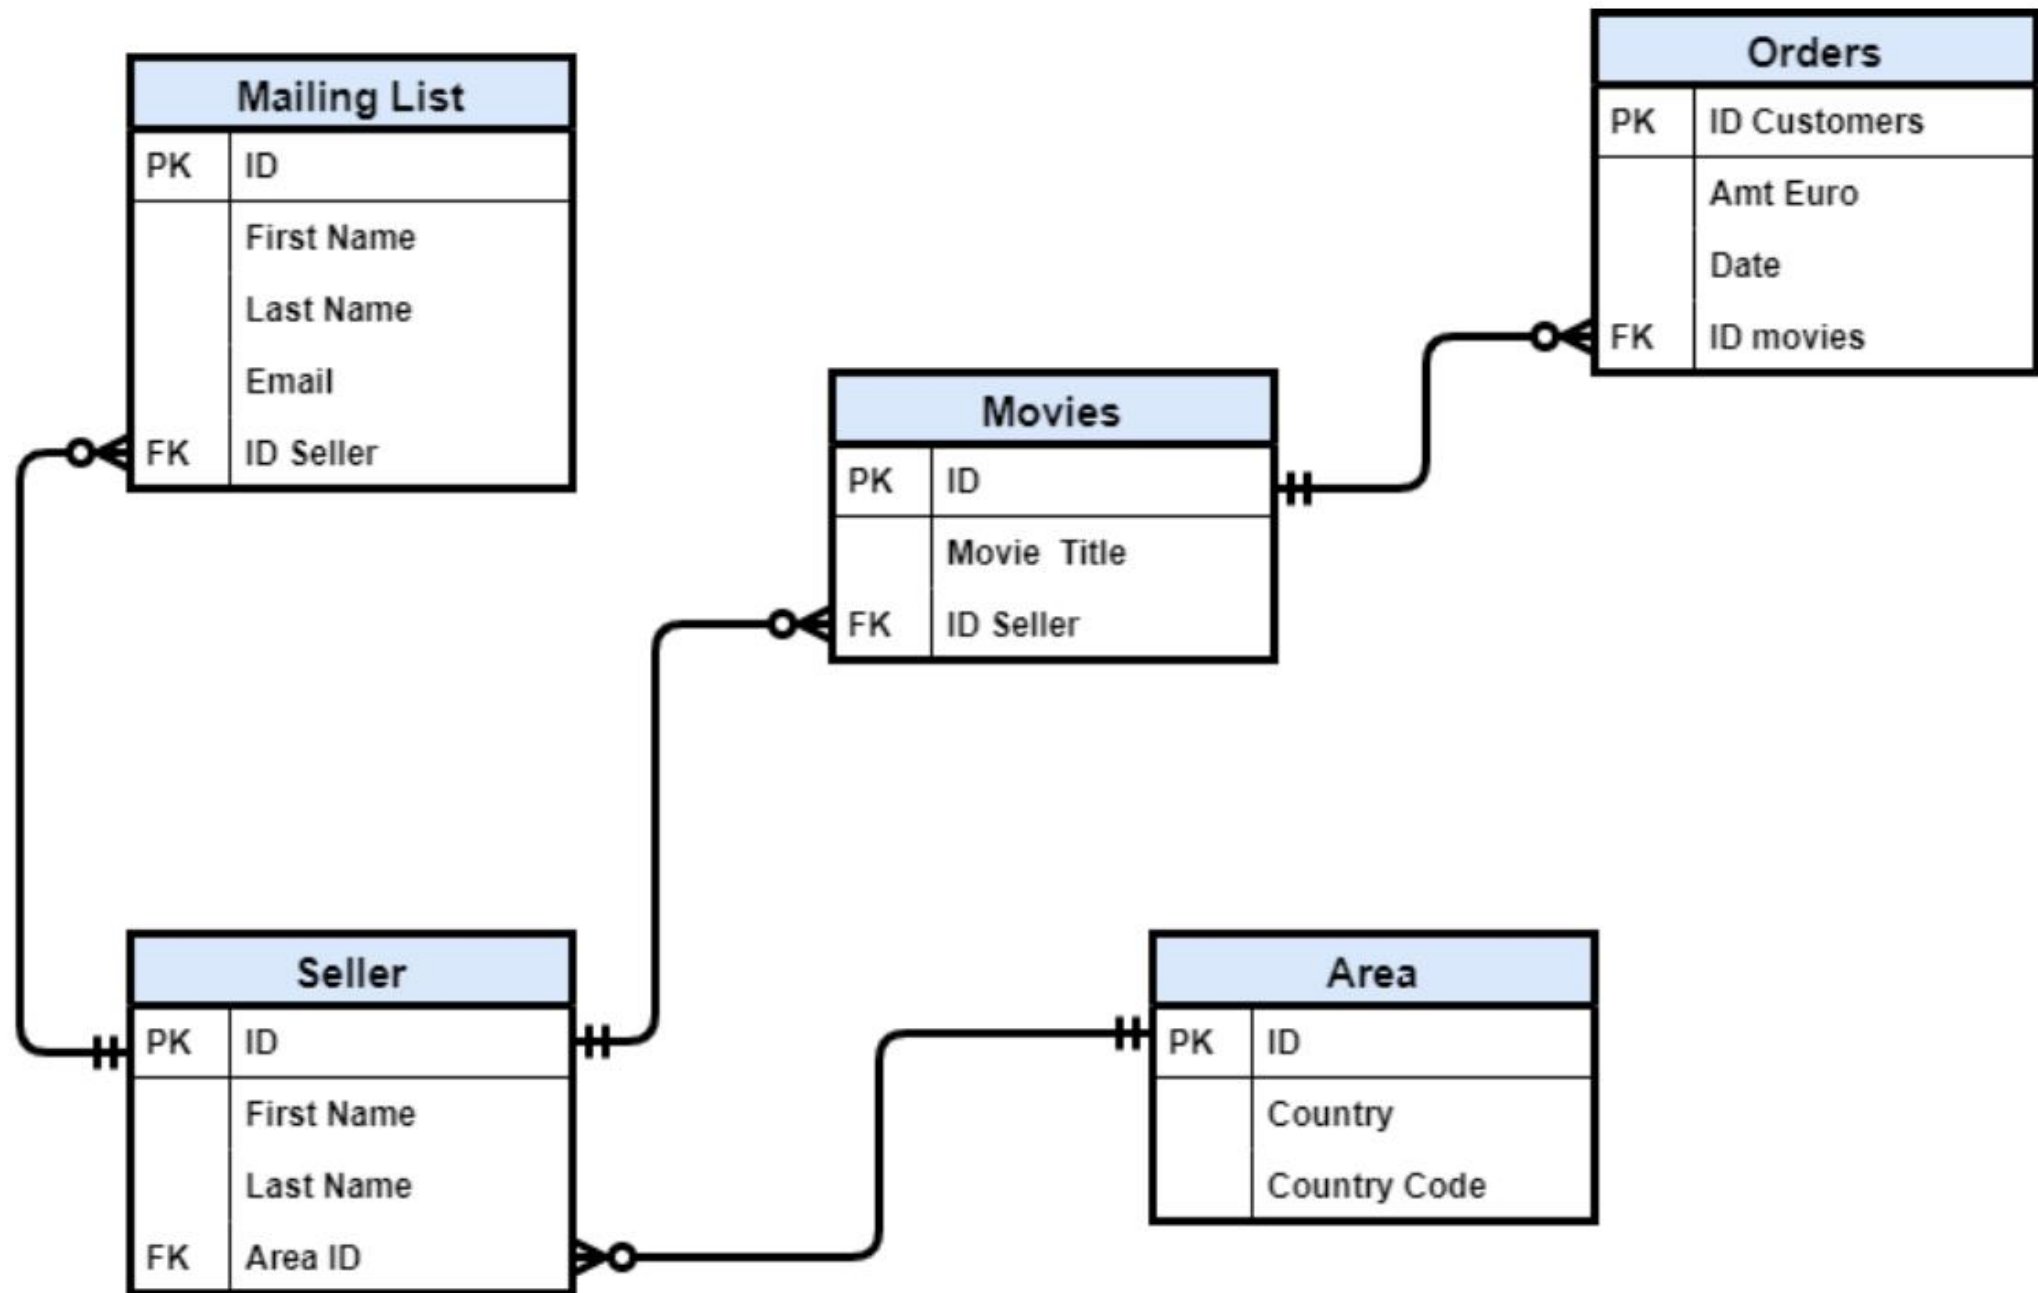 Mailing List
PK ID
First Name
Last Name
Email
FK ID Seller
Orders
PK ID Customers
Amt Euro
Date
FK ID movies
Movies
PK ID
Movie Title
FK ID Seller
Seller
PK ID
First Name
Last Name
FK Area ID
Area
PK ID
Country
Country Code